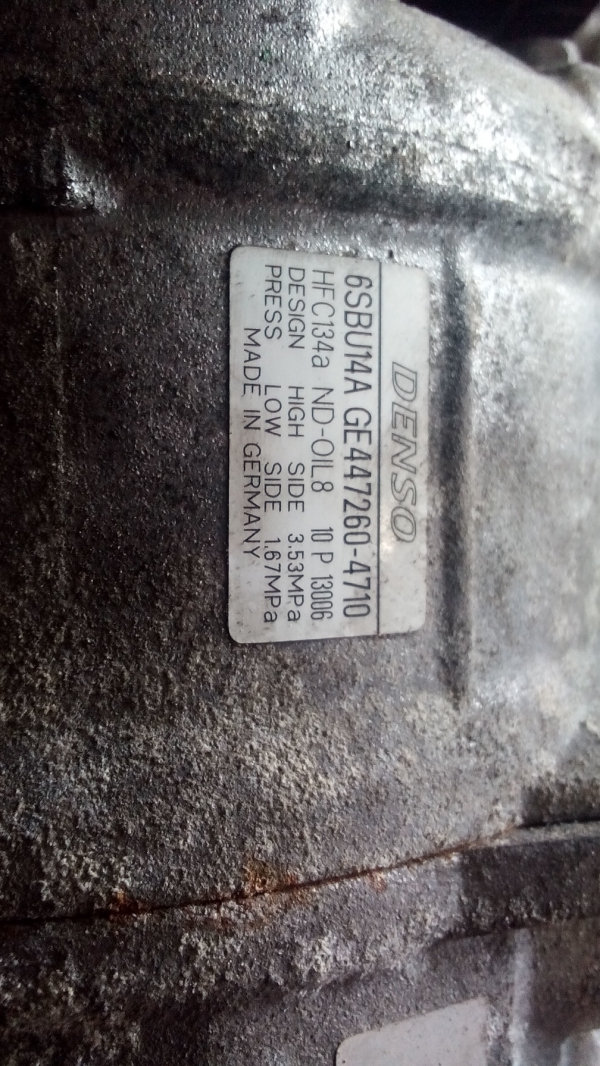 DENSO
6SBU14A GE447260-4710
HFC134a ND-OIL8 10 P 13006
DESIGN HIGH SIDE 3.53MPa
PRESS LOW SIDE 1.67MPa
MADE IN GERMANY